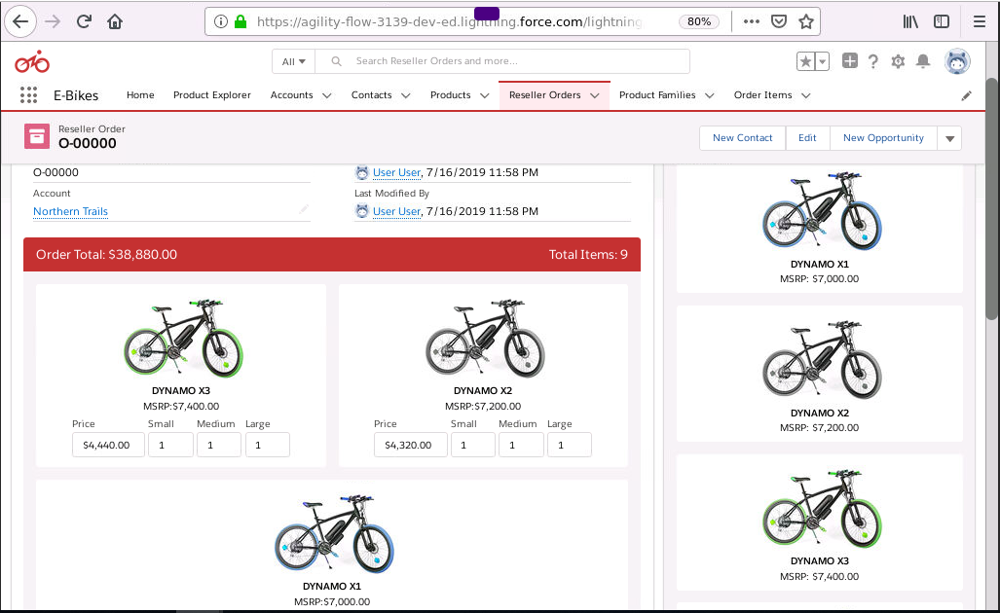 https://agility-flow-3139-dev-ed.lightning.force.com/lightning
80%
All
Search Reseller Orders and more...
E-Bikes
Home
Product Explorer
Accounts
Contacts
Products
Reseller Orders
Product Families
Order Items
Reseller Order
O-00000
New Contact
Edit
New Opportunity
O-00000
User User, 7/16/2019 11:58 PM
Account
Last Modified By
Northern Trails
User User, 7/16/2019 11:58 PM
Order Total: $38,880.00
Total Items: 9
DYNAMO X3
MSRP:$7,400.00
Price Small Medium Large
$4,440.00 1 1 1
DYNAMO X2
MSRP:$7,200.00
Price Small Medium Large
$4,320.00 1 1 1
DYNAMO X1
MSRP:$7,000.00
DYNAMO X1
MSRP: $7,000.00
DYNAMO X2
MSRP: $7,200.00
DYNAMO X3
MSRP: $7,400.00